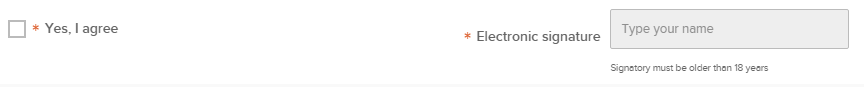 * Yes, I agree
* Electronic signature
Type your name
Signatory must be older than 18 years